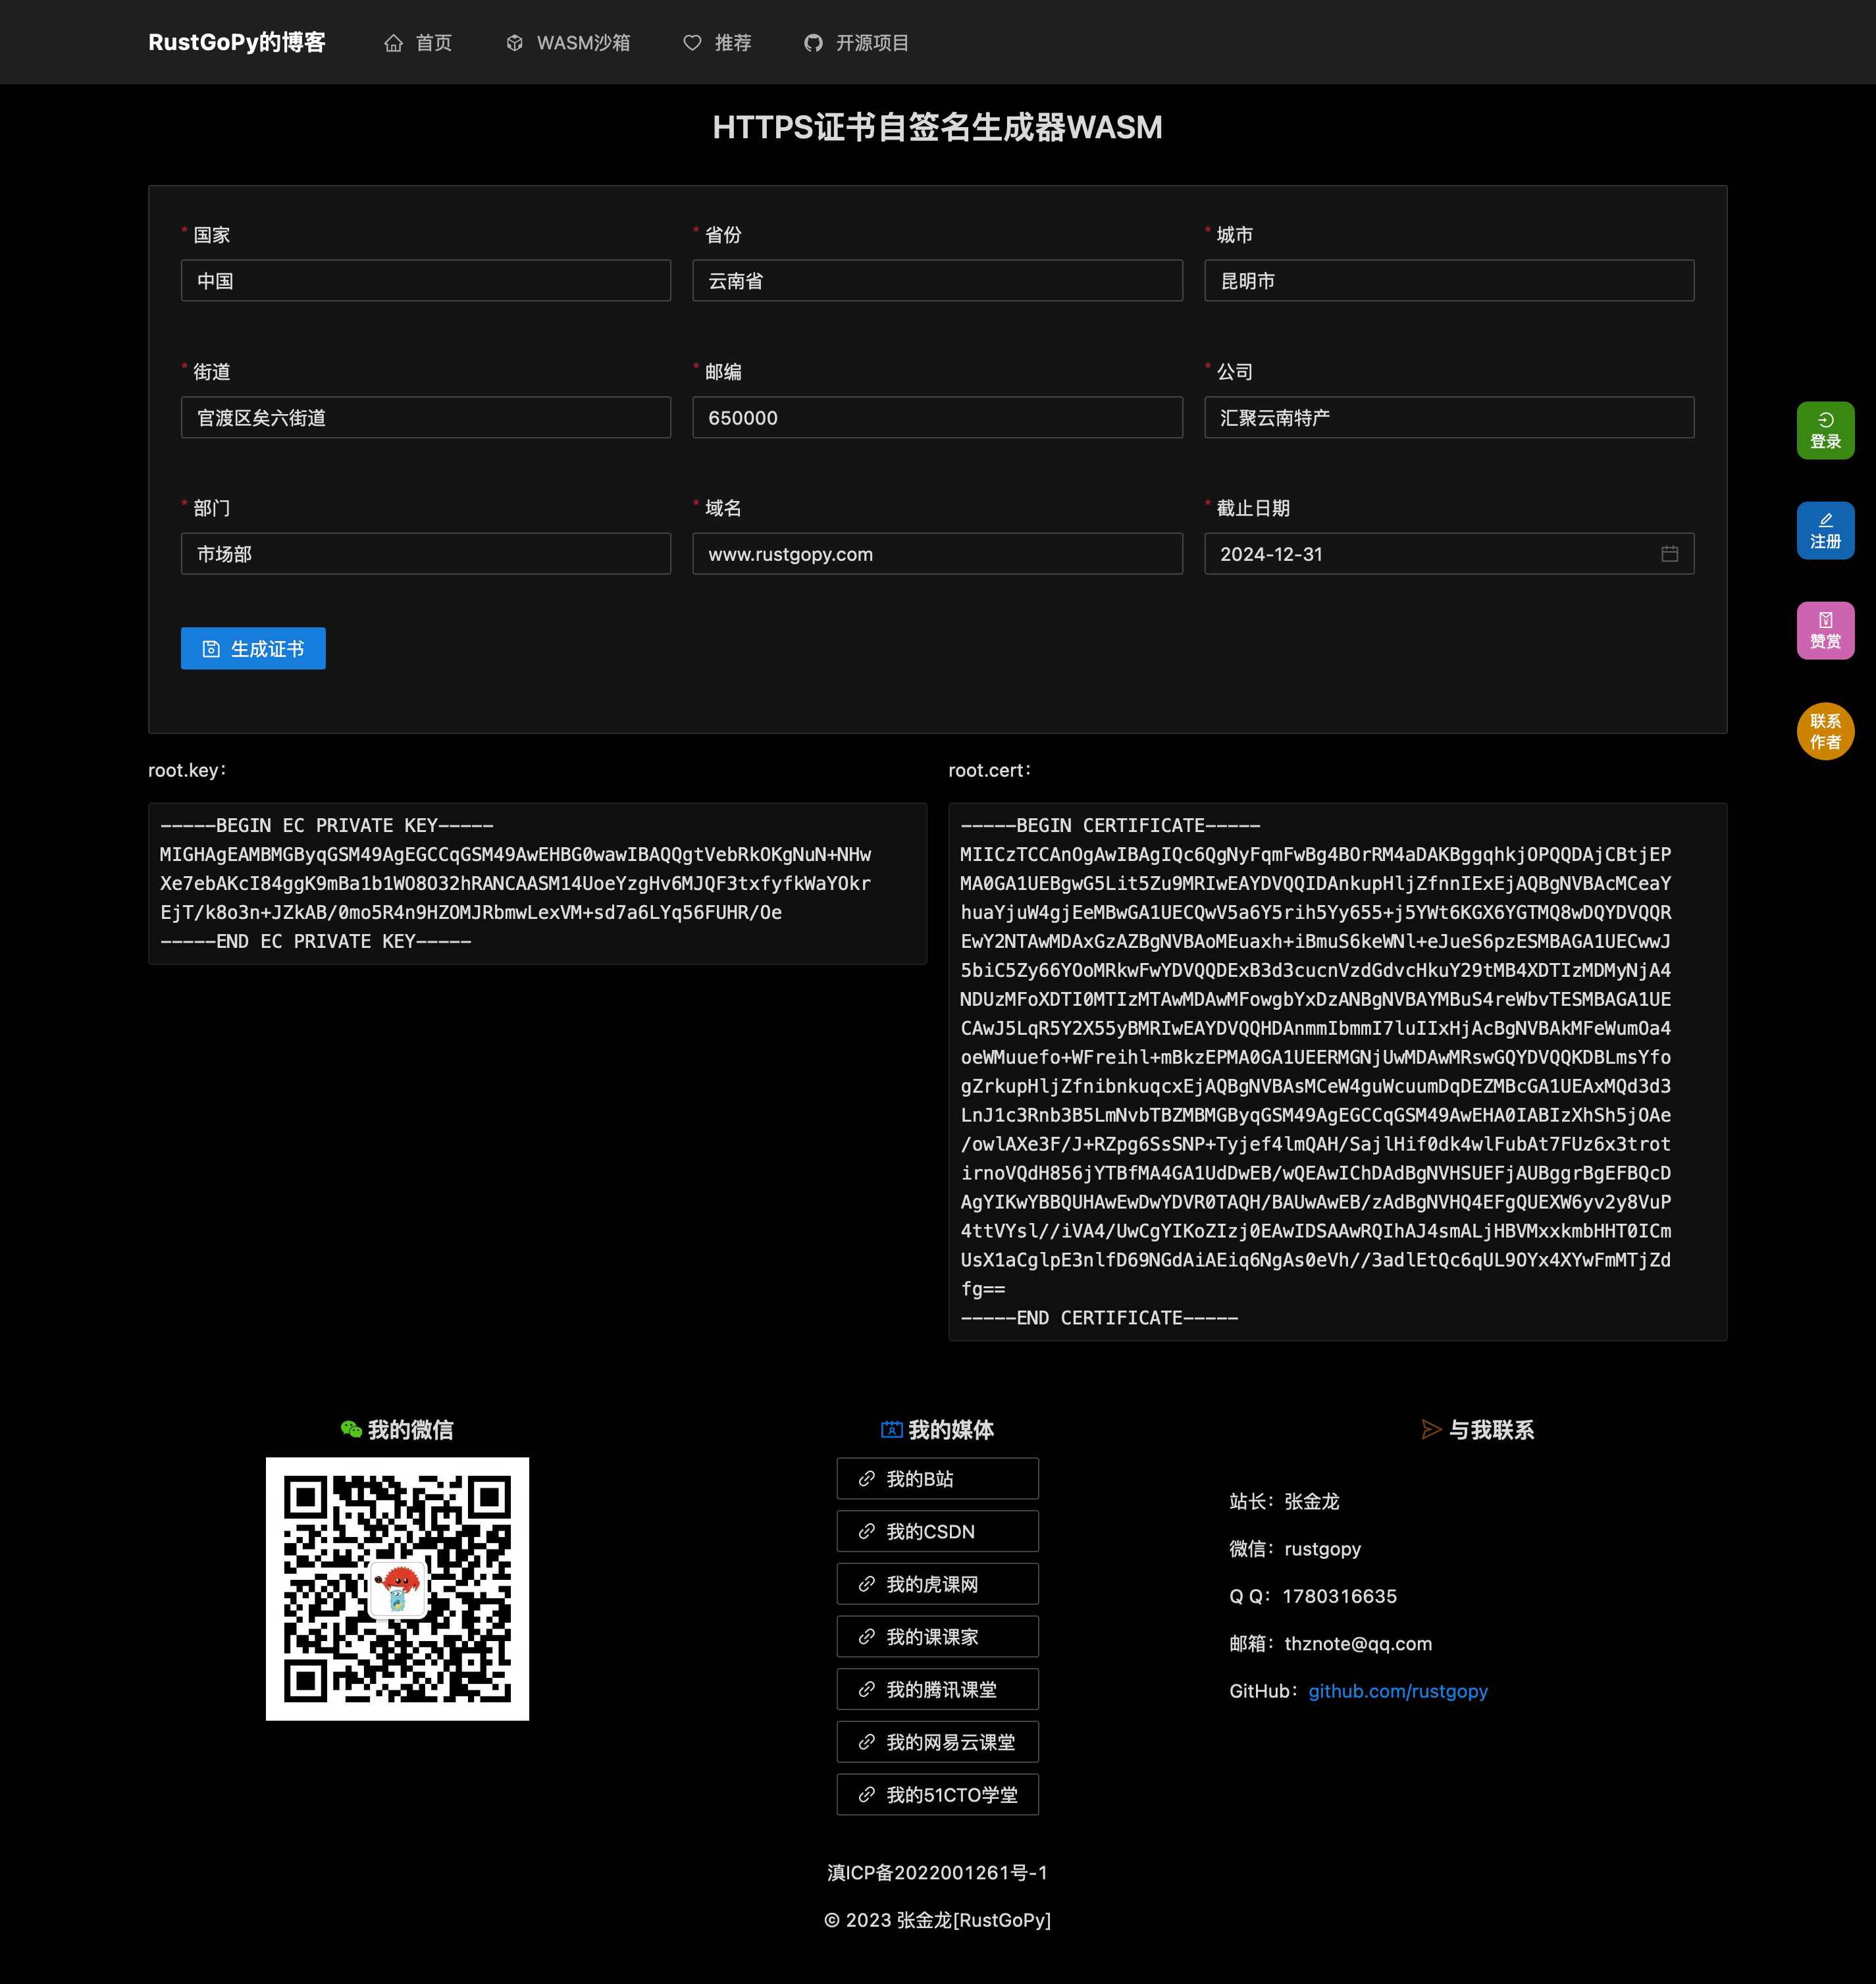 RustGoPy的博客 首页 WASM沙箱 推荐 开源项目
HTTPS证书自签名生成器WASM
* 国家 * 省份 * 城市
中国 云南省 昆明市
* 街道 * 邮编 * 公司
官渡区矣六街道 650000 汇聚云南特产
* 部门 * 域名 * 截止日期
市场部 www.rustgopy.com 2024-12-31
生成证书
登录
注册
赞赏
联系
作者
root.key:
-----BEGIN EC PRIVATE KEY-----
MIGHAgEAMBMGByqGSM49AgEGCCqGSM49AwEHBG0wawIBAQQgtVebRkOKgNuN+NHw
Xe7ebAKcI84ggK9mBa1b1WO8O32hRANCAASM14UoeYzgHv6MJQF3txfyfkWaYOkr
EjT/k8o3n+JZkAB/0mo5R4n9HZOMJRbmwLexVM+sd7a6LYq56FUHR/Oe
-----END EC PRIVATE KEY-----
root.cert:
-----BEGIN CERTIFICATE-----
MIICzTCCAnOgAwIBAgIQc6QgNyFqmFwBg4BOrRM4aDAKBggqhkjOPQQDAjCBtjEP
MA0GA1UEBgwG5Lit5Zu9MRIwEAYDVQQIDAnkupHljZfnnIExEjAQBgNVBAcMCeaY
huaYjuW4gjEeMBwGA1UECQwV5a6Y5rih5Yy655+j5YWt6KGX6YGTMQ8wDQYDVQQR
EwY2NTAwMDAxGzAZBgNVBAoMEuaxh+iBmuS6keWNl+eJueS6pzESMBAGA1UECwwJ
5biC5Zy66YOoMRkwFwYDVQQDExB3d3cucnVzdGdvcHkuY29tMB4XDTIzMDMyNjA4
NDUzMFoXDTI0MTIzMTAwMDAwMFowgbYxDzANBgNVBAYMBuS4reWbvTESMBAGA1UE
CAwJ5LqR5Y2X55yBMRIwEAYDVQQHDAnmmIbmmI7luIIxHjAcBgNVBAkMFeWumOa4
oeWMuuefo+WFreihl+mBkzEPMA0GA1UEERMGNjUwMDAwMRswGQYDVQQKDBLmsYfo
gZrkupHljZfnibnkuqcxEjAQBgNVBAsMCeW4guWcuumDqDEZMBcGA1UEAxMQd3d3
LnJ1c3Rnb3B5LmNvbTBZMBMGByqGSM49AgEGCCqGSM49AwEHA0IABIzXhSh5jOAe
/owlAXe3F/J+RZpg6SsSNP+Tyjef4lmQAH/SajlHif0dk4wlFubAt7FUz6x3trot
irnoVQdH856jYTBfMA4GA1UdDwEB/wQEAwIChDAdBgNVHSUEFjAUBggrBgEFBQcD
AgYIKwYBBQUHAwEwDwYDVR0TAQH/BAUwAwEB/zAdBgNVHQ4EFgQUEXW6yv2y8VuP
4ttVYsl//iVA4/UwCgYIKoZIzj0EAwIDSAAwRQIhAJ4smALjHBVMxxkmbHHT0ICm
UsX1aCglpE3nlfD69NGdAiAEiq6NgAs0eVh//3adlEtQc6qUL9OYx4XYwFmMTjZd
fg==
-----END CERTIFICATE-----
我的微信
我的媒体
我的B站
我的CSDN
我的虎课网
我的课课家
我的腾讯课堂
我的网易云课堂
我的51CTO学堂
与我联系
站长：张金龙
微信：rustgopy
Q Q：1780316635
邮箱：thznote@qq.com
GitHub：github.com/rustgopy
滇ICP备2022001261号-1
© 2023 张金龙[RustGoPy]